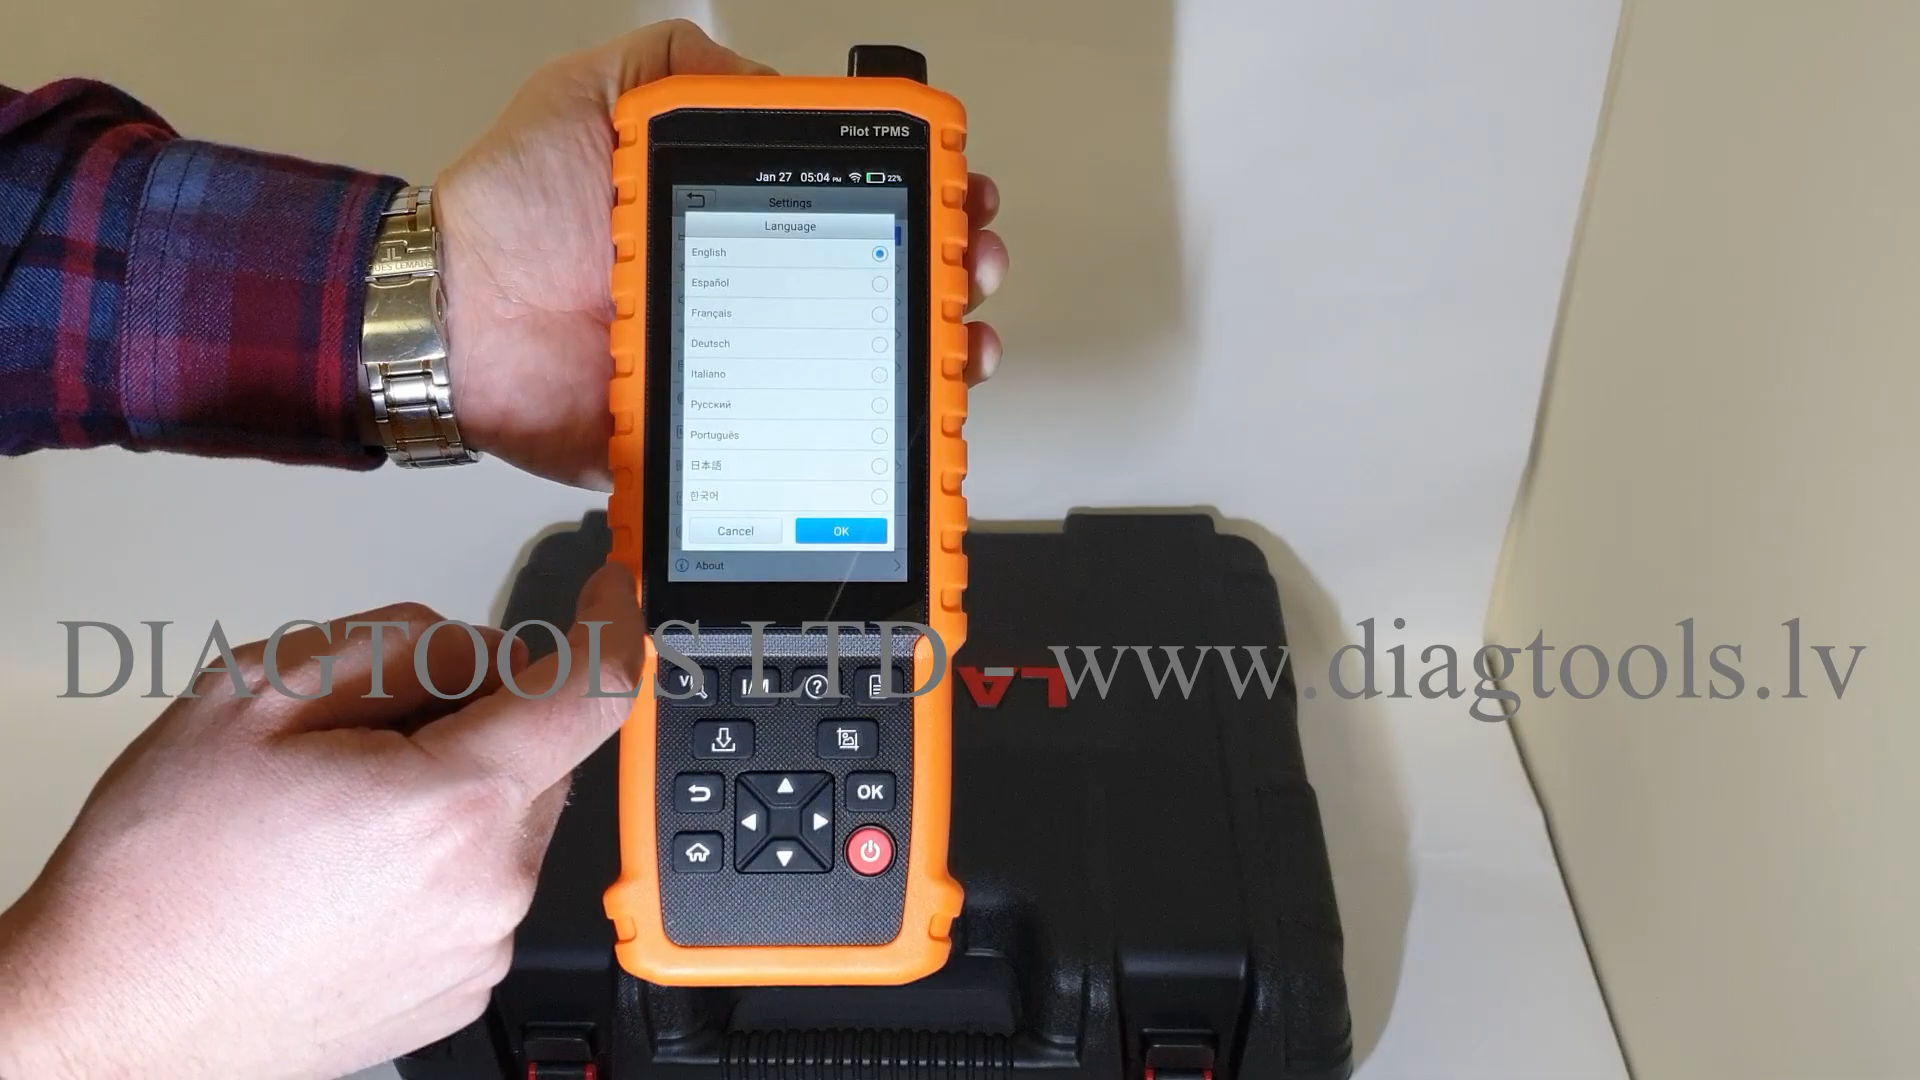 Pilot TPMS
Jan 27 05:04 PM 22%
Settings
Language
English
Español
Français
Deutsch
Italiano
Русский
Português
日本語
한국어
Cancel OK
About
DIAGTOOLS LTD - www.diagtools.lv
I/M
OK